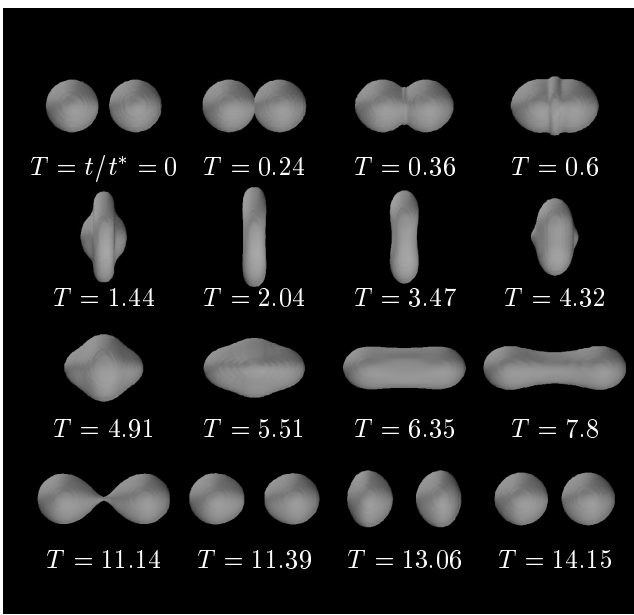 T = t/t* = 0 T = 0.24 T = 0.36 T = 0.6
T = 1.44 T = 2.04 T = 3.47 T = 4.32
T = 4.91 T = 5.51 T = 6.35 T = 7.8
T = 11.14 T = 11.39 T = 13.06 T = 14.15